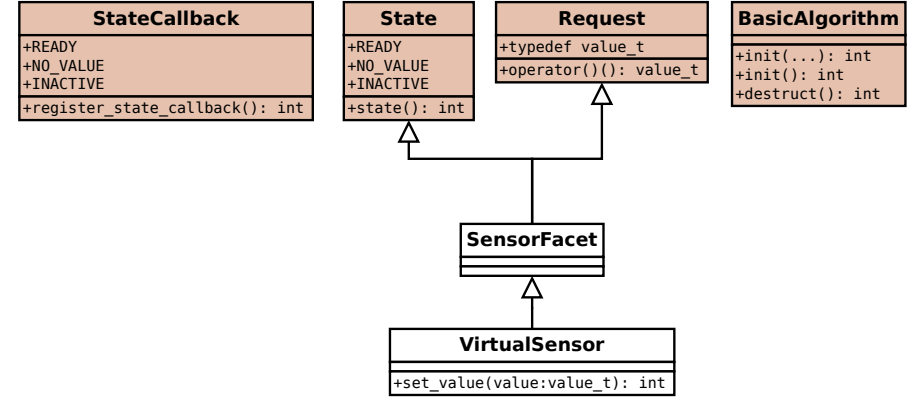 StateCallback
+READY
+NO_VALUE
+INACTIVE
+register_state_callback(): int
State
+READY
+NO_VALUE
+INACTIVE
+state(): int
Request
+typedef value_t
+operator()(): value_t
BasicAlgorithm
+init(...): int
+init(): int
+destruct(): int
SensorFacet
VirtualSensor
+set_value(value:value_t): int